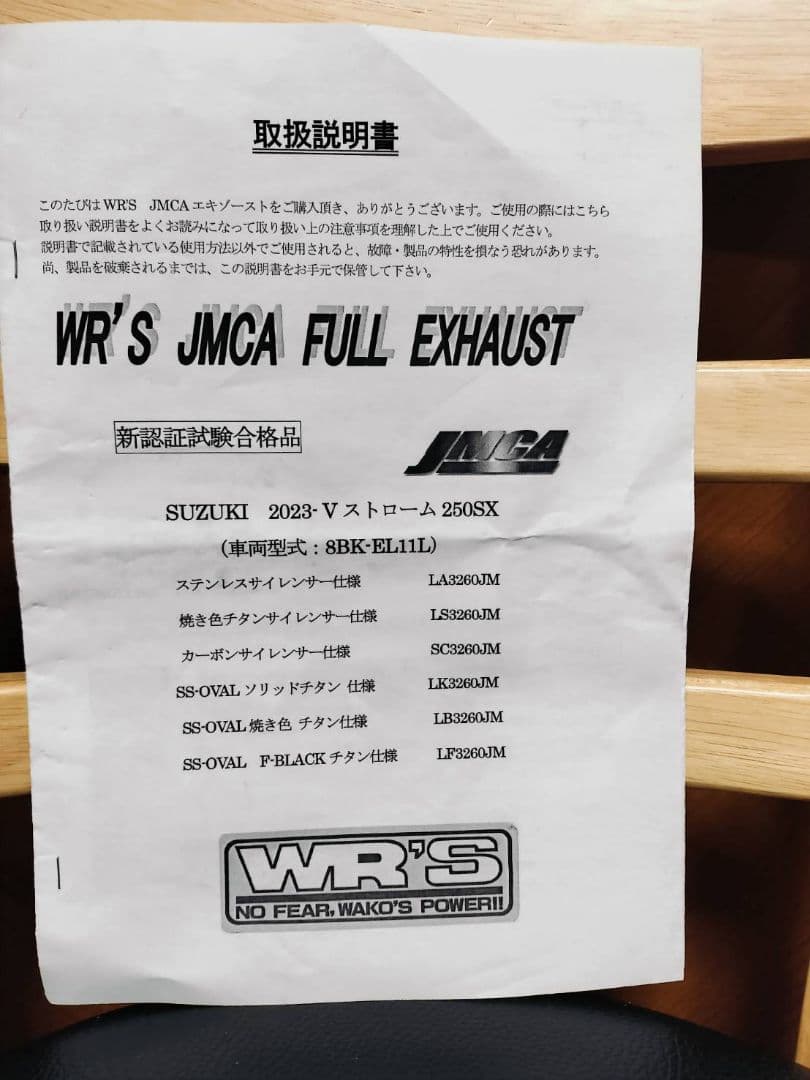 取扱説明書
このたびは WR'S JMCA エキゾーストをご購入頂き、ありがとうございます。ご使用の際にはこちら
取り扱い説明書をよくお読みになって取り扱い上の注意事項を理解した上でご使用ください。
説明書で記載されている使用方法以外でご使用されると、故障・製品の特性を損なう恐れがあります。
尚、製品を破棄されるまでは、この説明書をお手元で保管して下さい。
WR'S JMCA FULL EXHAUST
新認証試験合格品
JMCA
SUZUKI 2023- V ストローム 250SX
（車両型式：8BK-EL11L）
ステンレスサイレンサー仕様 LA3260JM
焼き色チタンサイレンサー仕様 LS3260JM
カーボンサイレンサー仕様 SC3260JM
SS-OVAL ソリッドチタン 仕様 LK3260JM
SS-OVAL 焼き色 チタン仕様 LB3260JM
SS-OVAL F-BLACK チタン仕様 LF3260JM
WR'S
NO FEAR, WAKO'S POWER!!